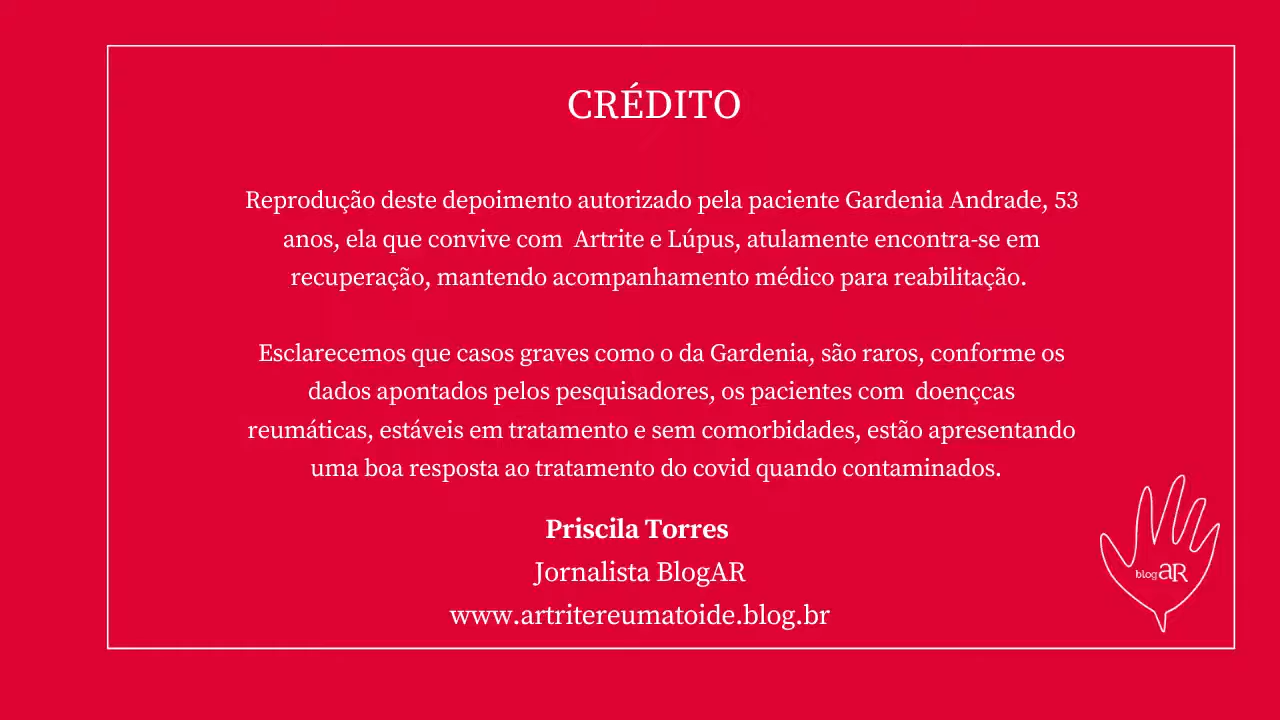 CRÉDITO
Reprodução deste depoimento autorizado pela paciente Gardenia Andrade, 53
anos, ela que convive com  Artrite e Lúpus, atulamente encontra-se em
recuperação, mantendo acompanhamento médico para reabilitação.
Esclarecemos que casos graves como o da Gardenia, são raros, conforme os
dados apontados pelos pesquisadores, os pacientes com  doençcas
reumáticas, estáveis em tratamento e sem comorbidades, estão apresentando
uma boa resposta ao tratamento do covid quando contaminados.
Priscila Torres
Jornalista BlogAR
www.artritereumatoide.blog.br
blog aR